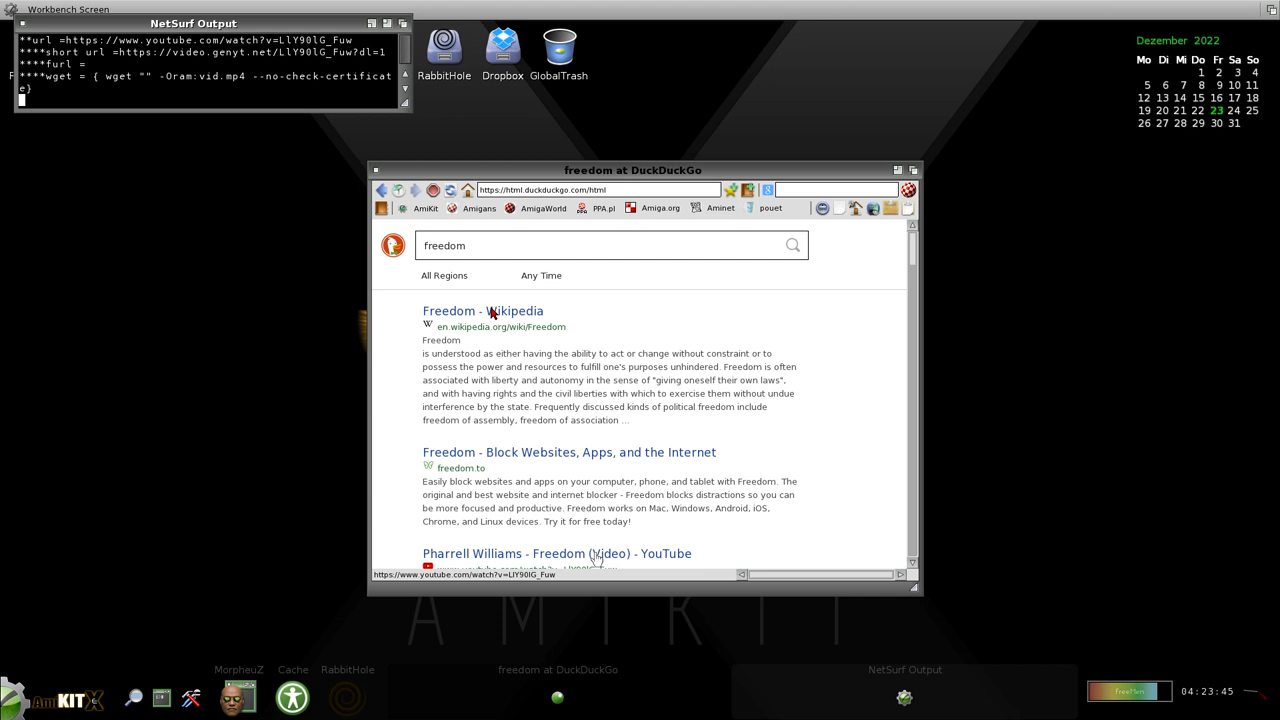 Workbench Screen
NetSurf Output
**url =https://www.youtube.com/watch?v=LlY90lG_Fuw
****short url =https://video.genyt.net/LlY90lG_Fuw?dl=1
****furl =
****wget = { wget "" -Oram:vid.mp4 --no-check-certificat
e}
RabbitHole
Dropbox
GlobalTrash
Dezember 2022
Mo Di Mi Do Fr Sa So
1 2 3 4
5 6 7 8 9 10 11
12 13 14 15 16 17 18
19 20 21 22 23 24 25
26 27 28 29 30 31
freedom at DuckDuckGo
https://html.duckduckgo.com/html
AmiKit
Amigans
AmigaWorld
PPA.pl
Amiga.org
Aminet
pouet
freedom
All Regions
Any Time
Freedom - Wikipedia
en.wikipedia.org/wiki/Freedom
Freedom
is understood as either having the ability to act or change without constraint or to
possess the power and resources to fulfill one's purposes unhindered. Freedom is often
associated with liberty and autonomy in the sense of "giving oneself their own laws",
and with having rights and the civil liberties with which to exercise them without undue
interference by the state. Frequently discussed kinds of political freedom include
freedom of assembly, freedom of association ...
Freedom - Block Websites, Apps, and the Internet
freedom.to
Easily block websites and apps on your computer, phone, and tablet with Freedom. The
original and best website and internet blocker - Freedom blocks distractions so you can
be more focused and productive. Freedom works on Mac, Windows, Android, iOS,
Chrome, and Linux devices. Try it for free today!
Pharrell Williams - Freedom (Video) - YouTube
https://www.youtube.com/watch?v=LlY90lG_Fuw
AMIKIT
MorpheuZ
Cache
RabbitHole
freedom at DuckDuckGo
NetSurf Output
AmiKIT X
freeMem
04:23:45